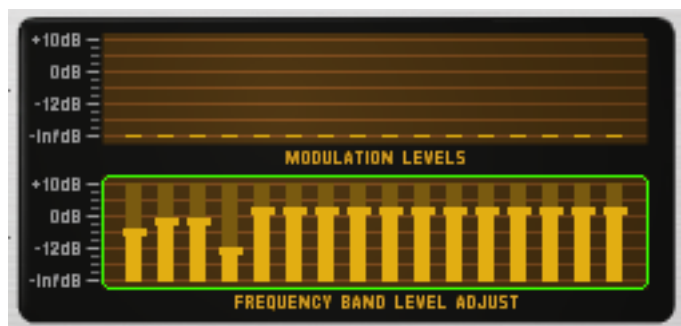 +10dB
0dB
-12dB
-InfdB
MODULATION LEVELS
+10dB
0dB
-12dB
-InfdB
FREQUENCY BAND LEVEL ADJUST